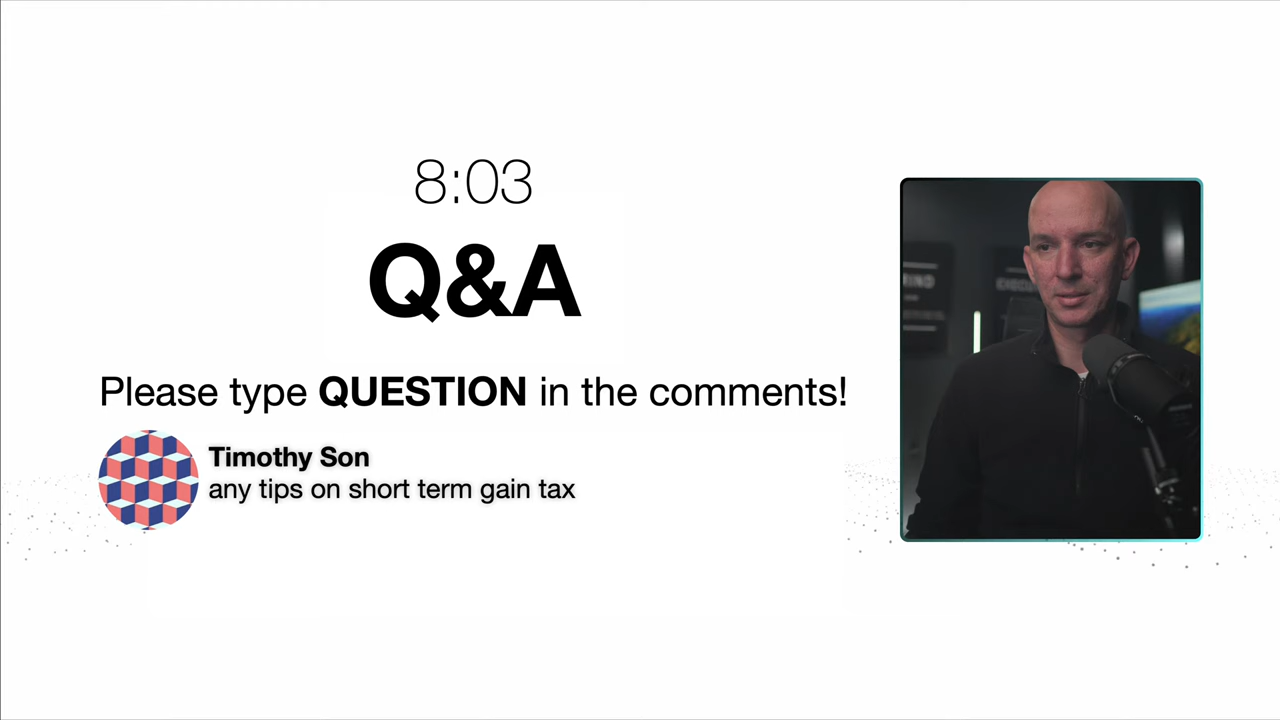 8:03
Q&A
Please type QUESTION in the comments!
Timothy Son
any tips on short term gain tax